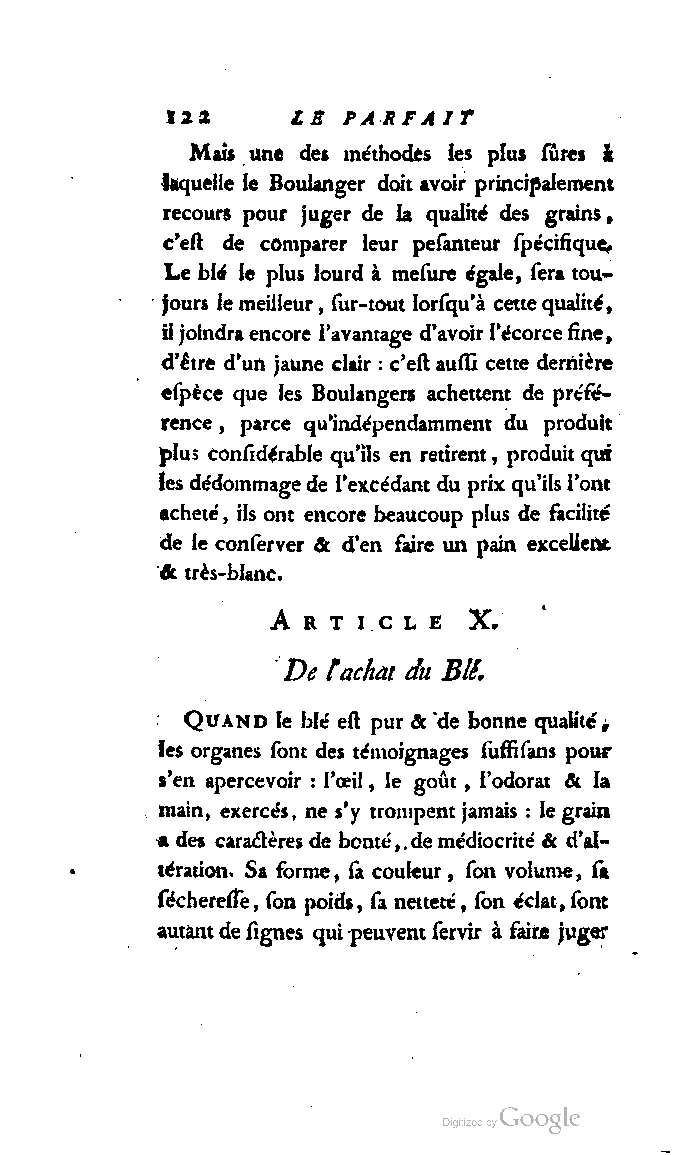 122 LE PARFAIT
Mais une des méthodes les plus ſûres à
laquelle le Boulanger doit avoir principalement
recours pour juger de la qualité des grains,
c'eſt de comparer leur peſanteur ſpécifique.
Le blé le plus lourd à meſure égale, ſera tou-
jours le meilleur, ſur-tout lorſqu'à cette qualité,
il joindra encore l'avantage d'avoir l'écorce fine,
d'être d'un jaune clair : c'eſt auſſi cette dernière
eſpèce que les Boulangers achettent de préfé-
rence, parce qu'indépendamment du produit
plus conſidérable qu'ils en retirent, produit qui
les dédommage de l'excédant du prix qu'ils l'ont
acheté, ils ont encore beaucoup plus de facilité
de le conſerver & d'en faire un pain excellent
& très-blanc.
ARTICLE X.
De l'achat du Blé.
QUAND le blé eſt pur & de bonne qualité,
les organes ſont des témoignages ſuffiſans pour
s'en apercevoir : l'œil, le goût, l'odorat & la
main, exercés, ne s'y trompent jamais : le grain
a des caractères de bonté, de médiocrité & d'al-
tération. Sa forme, ſa couleur, ſon volume, ſa
ſéchereſſe, ſon poids, ſa netteté, ſon éclat, ſont
autant de ſignes qui peuvent ſervir à faire juger
Digitized by Google